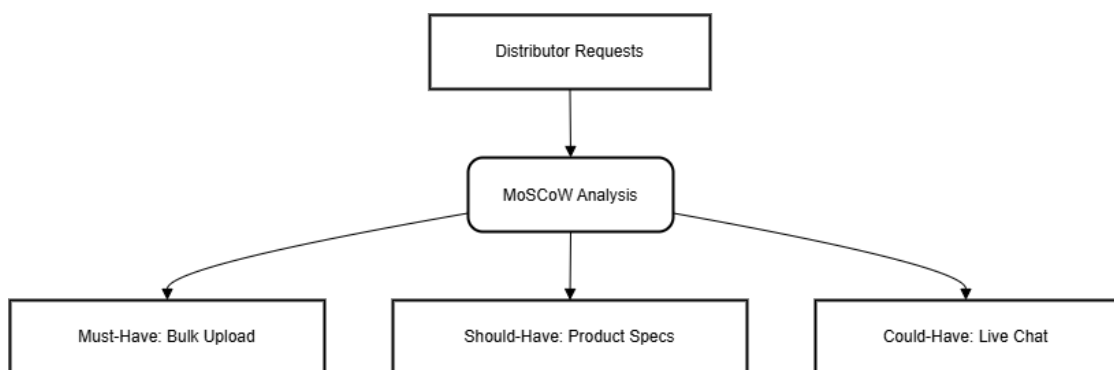 Distributor Requests
MoSCoW Analysis
Must-Have: Bulk Upload
Should-Have: Product Specs
Could-Have: Live Chat